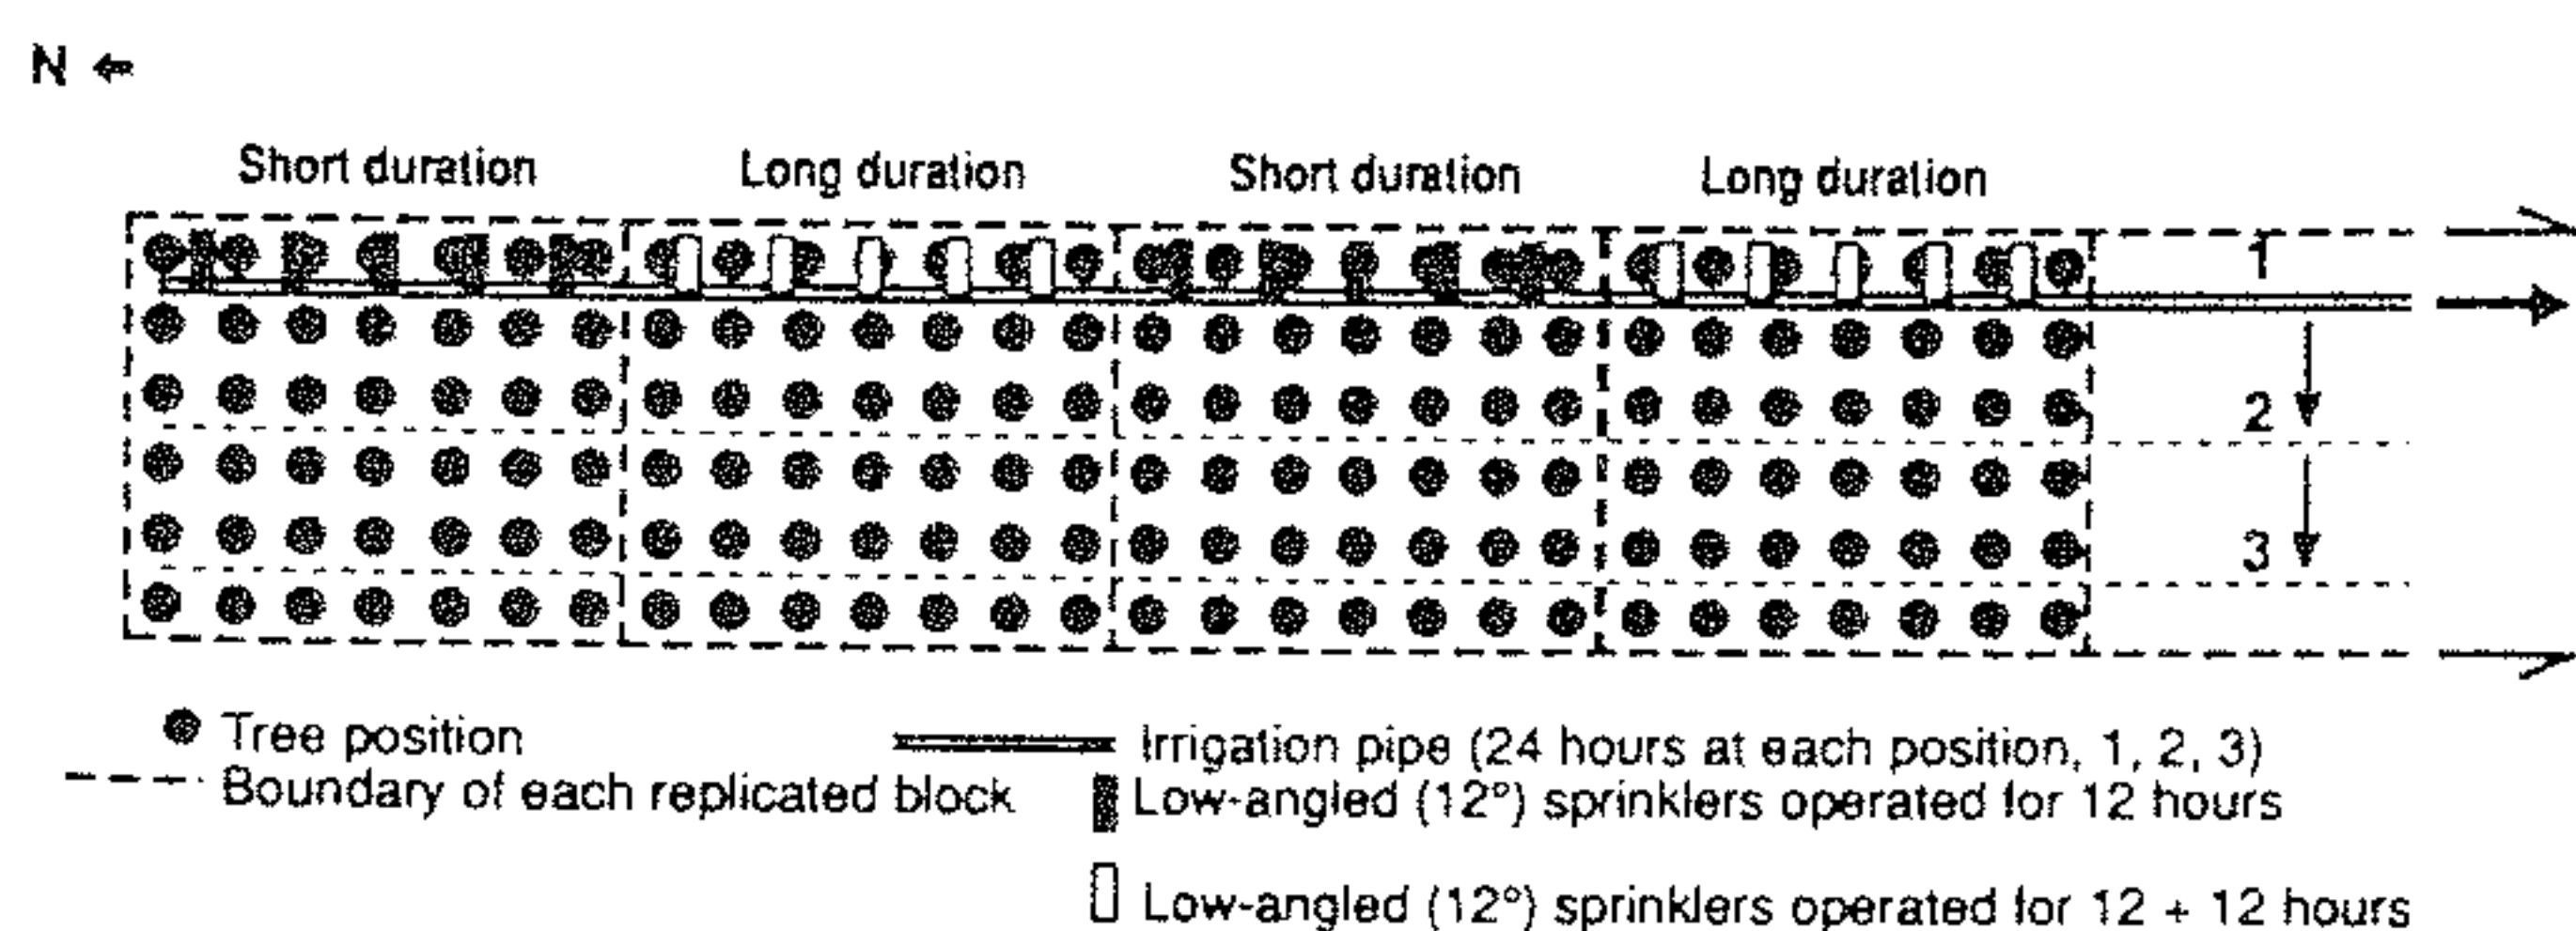 N ←
Short duration Long duration Short duration Long duration
1
2
3
Tree position
Boundary of each replicated block
Irrigation pipe (24 hours at each position, 1, 2, 3)
Low-angled (12°) sprinklers operated for 12 hours
Low-angled (12°) sprinklers operated for 12 + 12 hours